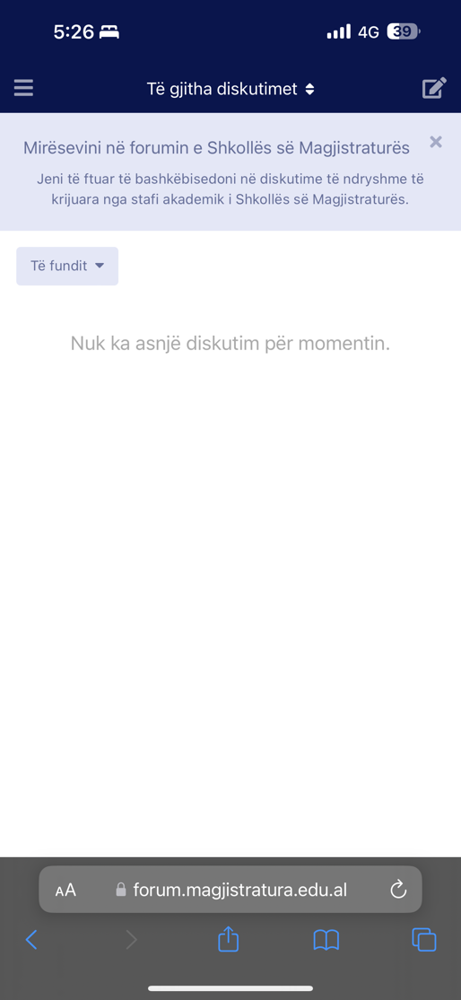 5:26
4G
39
Të gjitha diskutimet
Mirësevini në forumin e Shkollës së Magjistraturës
Jeni të ftuar të bashkëbisedoni në diskutime të ndryshme të
krijuara nga stafi akademik i Shkollës së Magjistraturës.
Të fundit
Nuk ka asnjë diskutim për momentin.
AA
forum.magjistratura.edu.al